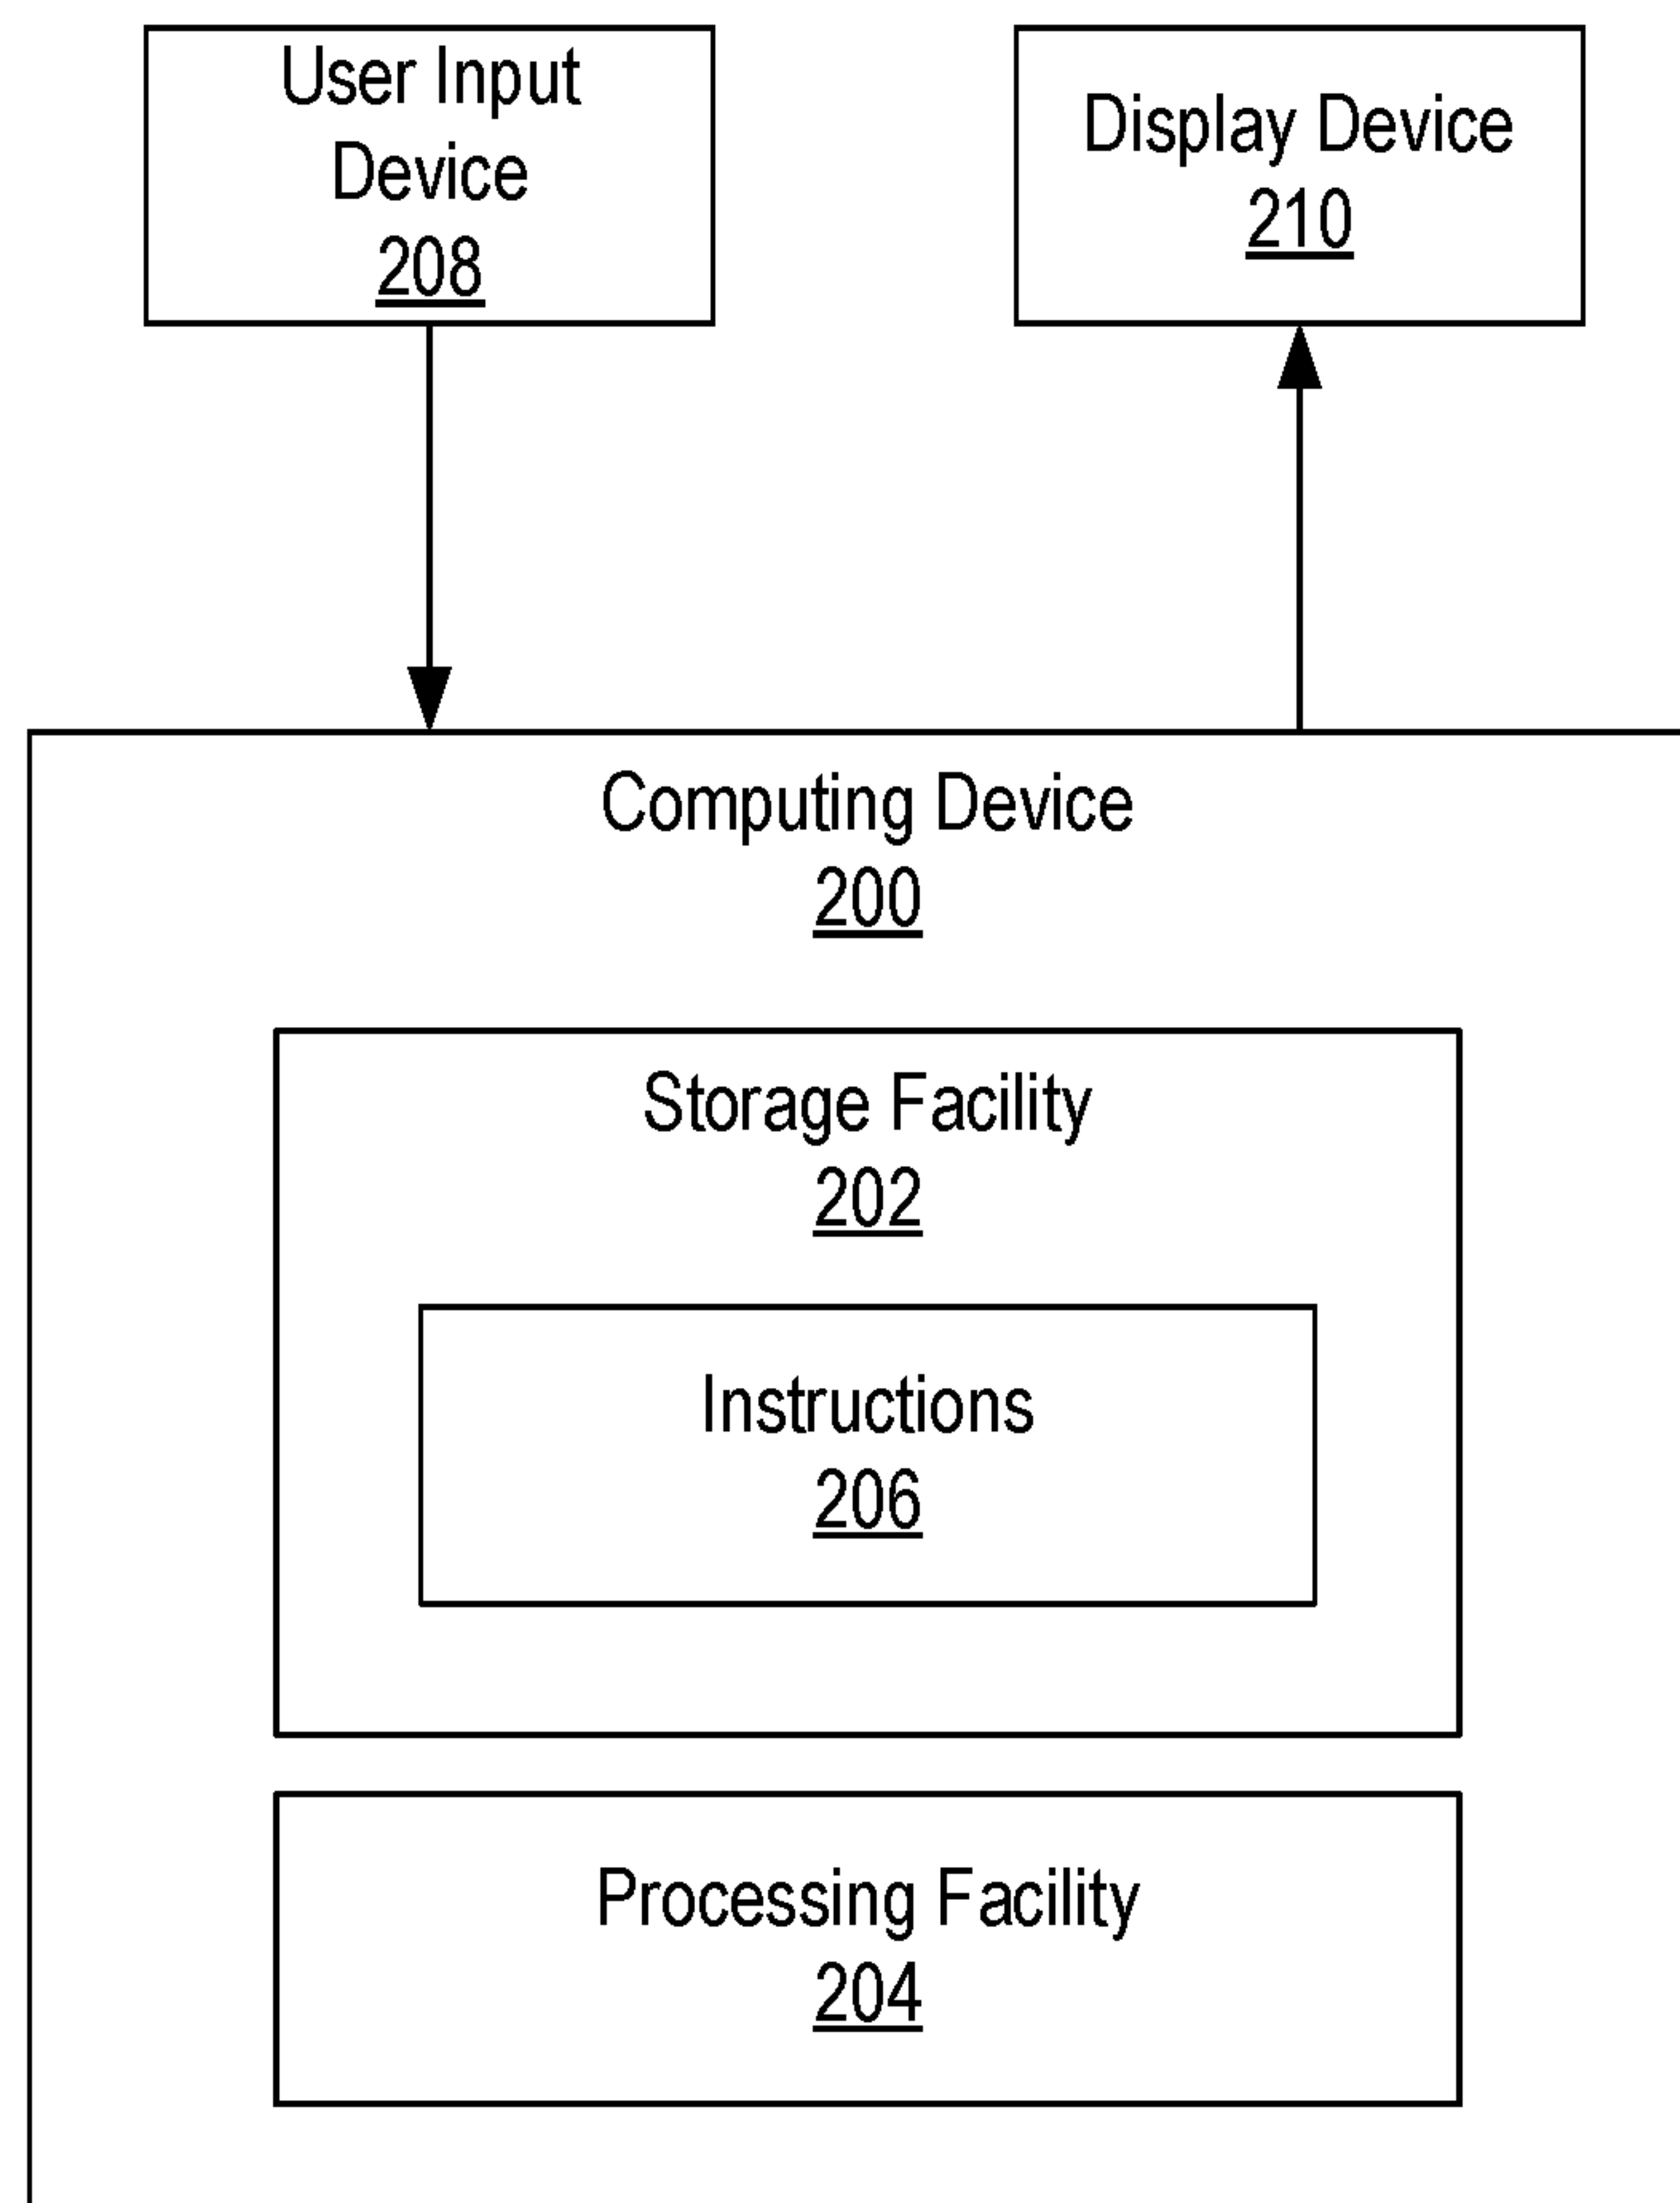 User Input
Device
208
Display Device
210
Computing Device
200
Storage Facility
202
Instructions
206
Processing Facility
204